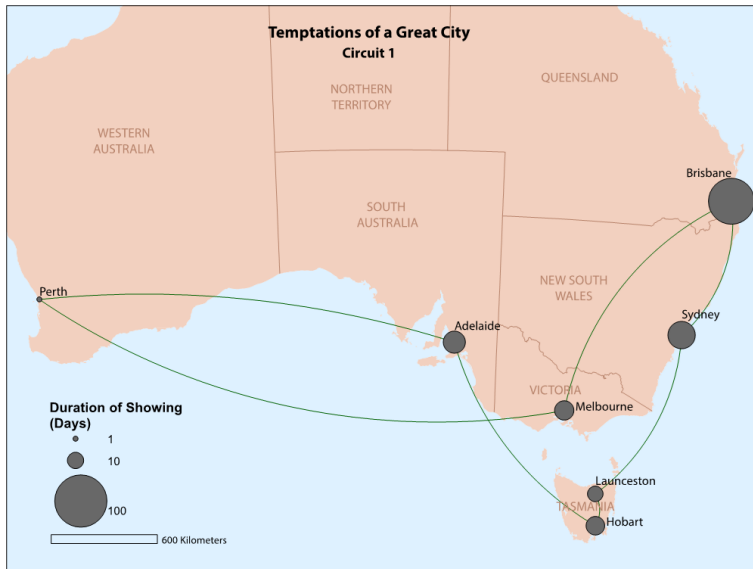 Temptations of a Great City
Circuit 1
QUEENSLAND
NORTHERN
TERRITORY
WESTERN
AUSTRALIA
Brisbane
SOUTH
AUSTRALIA
NEW SOUTH
WALES
Perth
Sydney
Adelaide
VICTORIA
Melbourne
Duration of Showing
(Days)
1
10
100
600 Kilometers
Launceston
TASMANIA
Hobart